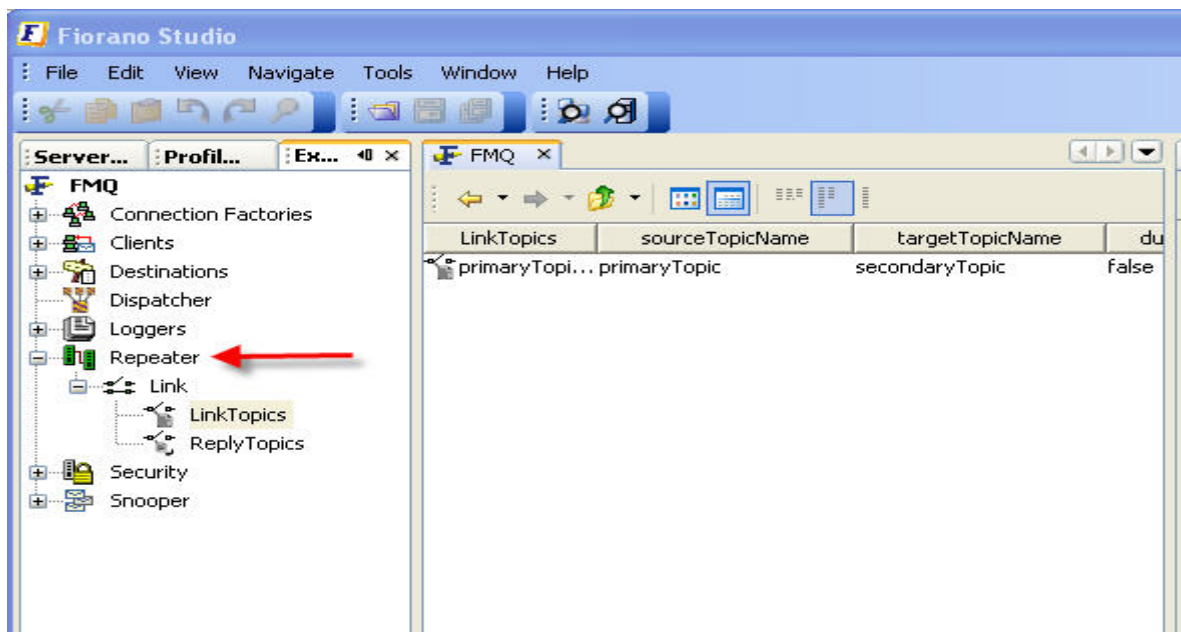 Fiorano Studio
File Edit View Navigate Tools Window Help
Server... Profil... Ex...
FMQ
FMQ
Connection Factories
Clients
Destinations
Dispatcher
Loggers
Repeater
Link
LinkTopics
ReplyTopics
Security
Snooper
LinkTopics sourceTopicName targetTopicName du
primaryTopi... primaryTopic secondaryTopic false